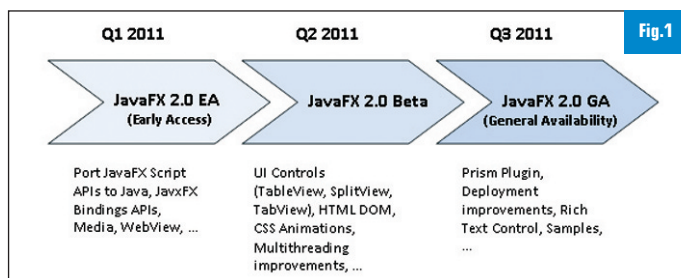 Q1 2011
Q2 2011
Q3 2011
Fig.1
JavaFX 2.0 EA
(Early Access)
JavaFX 2.0 Beta
JavaFX 2.0 GA
(General Availability)
Port JavaFX Script
APIs to Java, JavxFX
Bindings APIs,
Media, WebView, ...
UI Controls
(TableView, SplitView,
TabView), HTML DOM,
CSS Animations,
Multithreading
improvements, ...
Prism Plugin,
Deployment
improvements, Rich
Text Control, Samples,
...